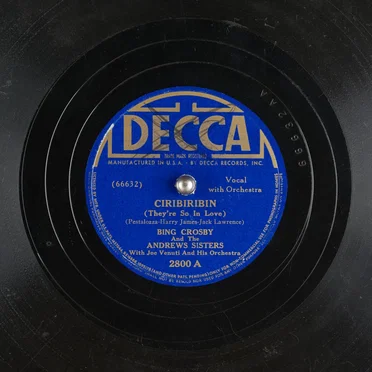 DECCA
MANUFACTURED IN U.S.A. BY DECCA RECORDS, INC.
(66632)
Vocal
with Orchestra
CIRIBIRIBIN
(They're So In Love)
(Pestalozza-Harry James-Jack Lawrence)
BING CROSBY
And The
ANDREWS SISTERS
With Joe Venuti And His Orchestra
2800 A